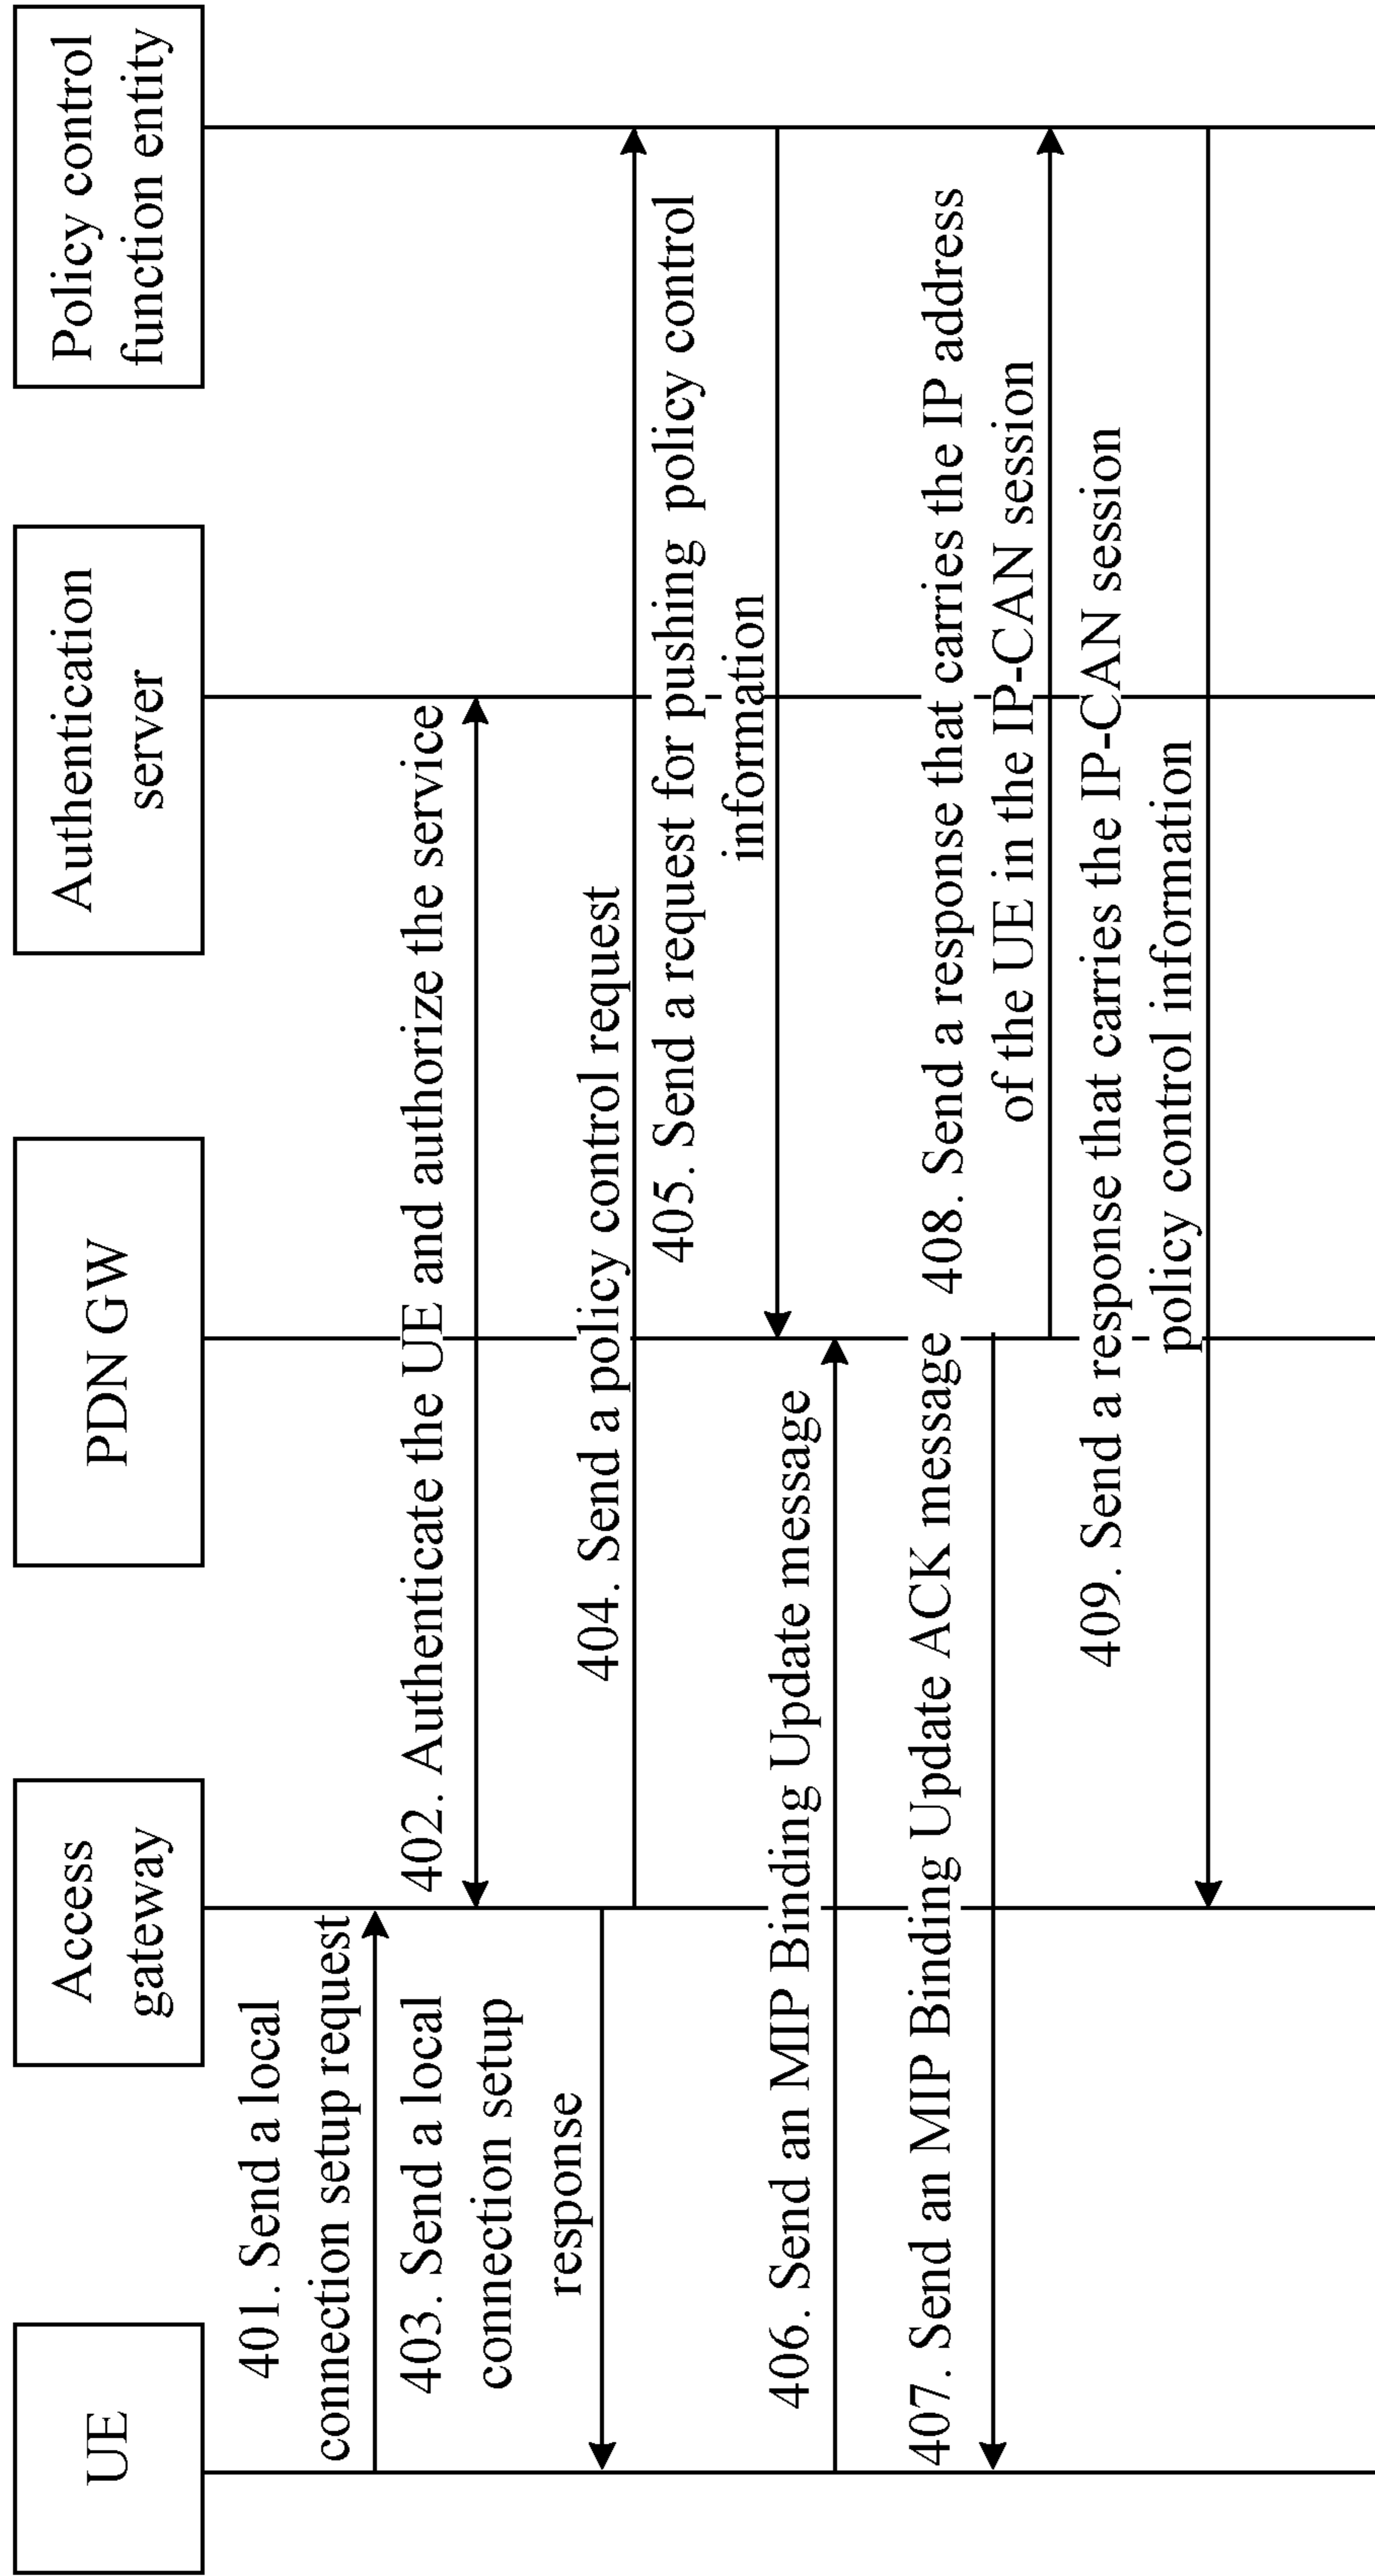 UE
Access
gateway
PDN GW
Authentication
server
Policy control
function entity
401. Send a local
connection setup request
402. Authenticate the UE and authorize the service
403. Send a local
connection setup
response
404. Send a policy control request
405. Send a request for pushing policy control
information
406. Send an MIP Binding Update message
407. Send an MIP Binding Update ACK message
408. Send a response that carries the IP address
of the UE in the IP-CAN session
409. Send a response that carries the IP-CAN session
policy control information